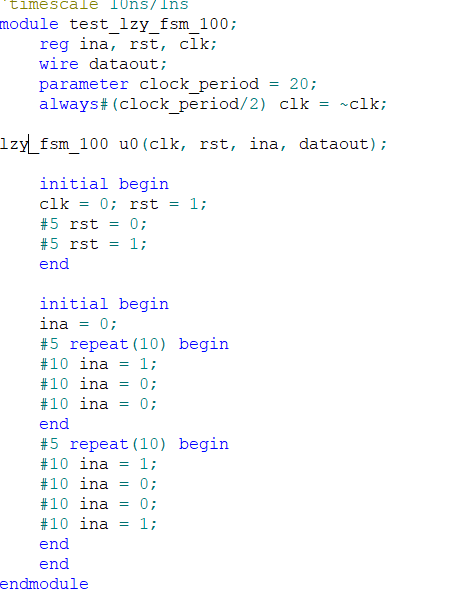 `timescale 10ns/1ns
module test_lzy_fsm_100;
reg ina, rst, clk;
wire dataout;
parameter clock_period = 20;
always#(clock_period/2) clk = ~clk;
lzy_fsm_100 u0(clk, rst, ina, dataout);
initial begin
clk = 0; rst = 1;
#5 rst = 0;
#5 rst = 1;
end
initial begin
ina = 0;
#5 repeat(10) begin
#10 ina = 1;
#10 ina = 0;
#10 ina = 0;
end
#5 repeat(10) begin
#10 ina = 1;
#10 ina = 0;
#10 ina = 0;
#10 ina = 1;
end
end
endmodule